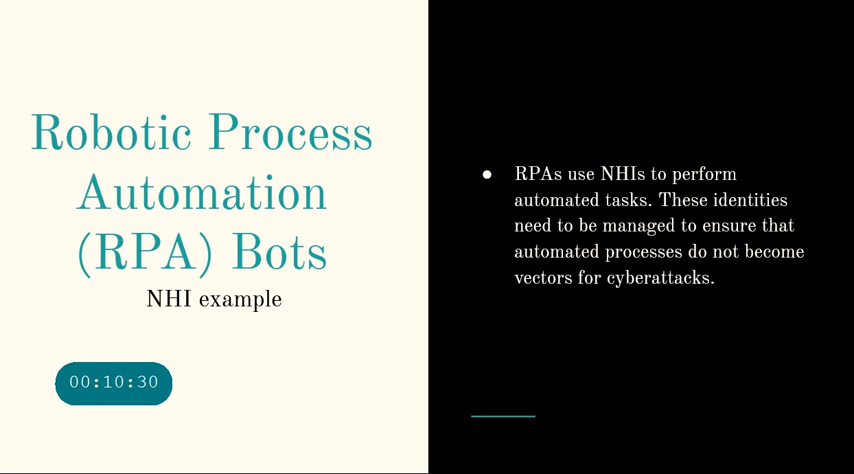 Robotic Process
Automation
(RPA) Bots
NHI example
00:10:30
● RPAs use NHIs to perform
automated tasks. These identities
need to be managed to ensure that
automated processes do not become
vectors for cyberattacks.